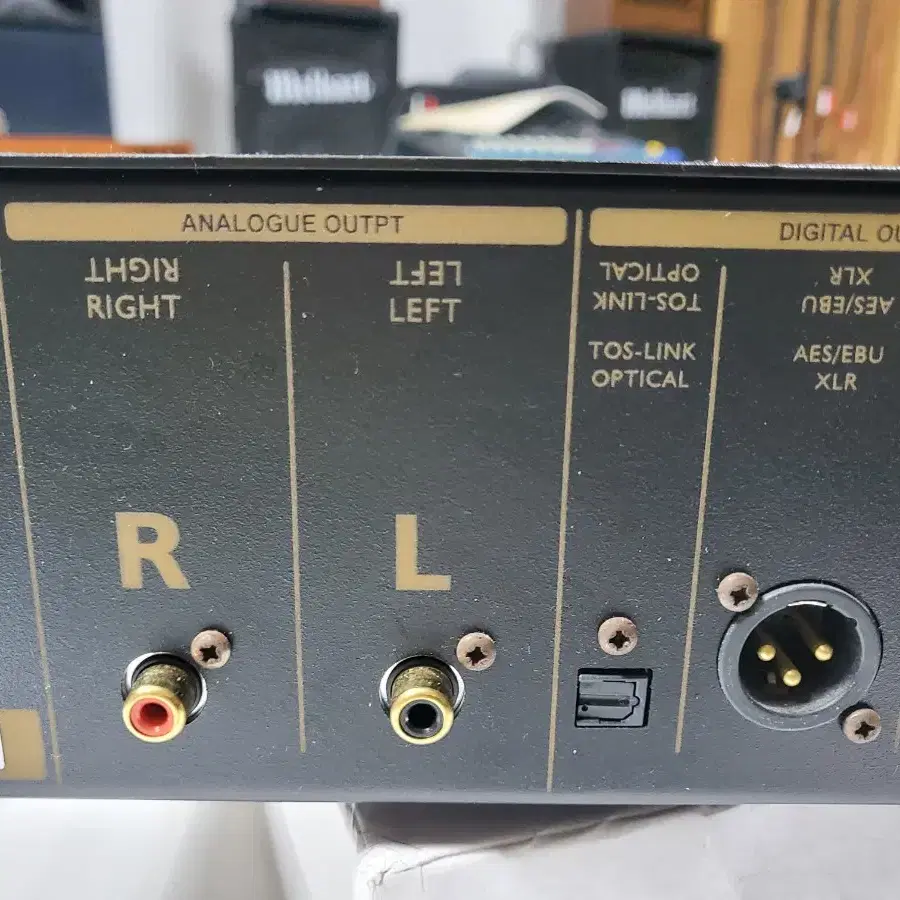 ANALOGUE OUTPT
DIGITAL OU
RIGHT
RIGHT
LEFT
LEFT
OPTICAL
TOS-LINK
TOS-LINK
OPTICAL
XLR
AES/EBU
AES/EBU
XLR
R
L